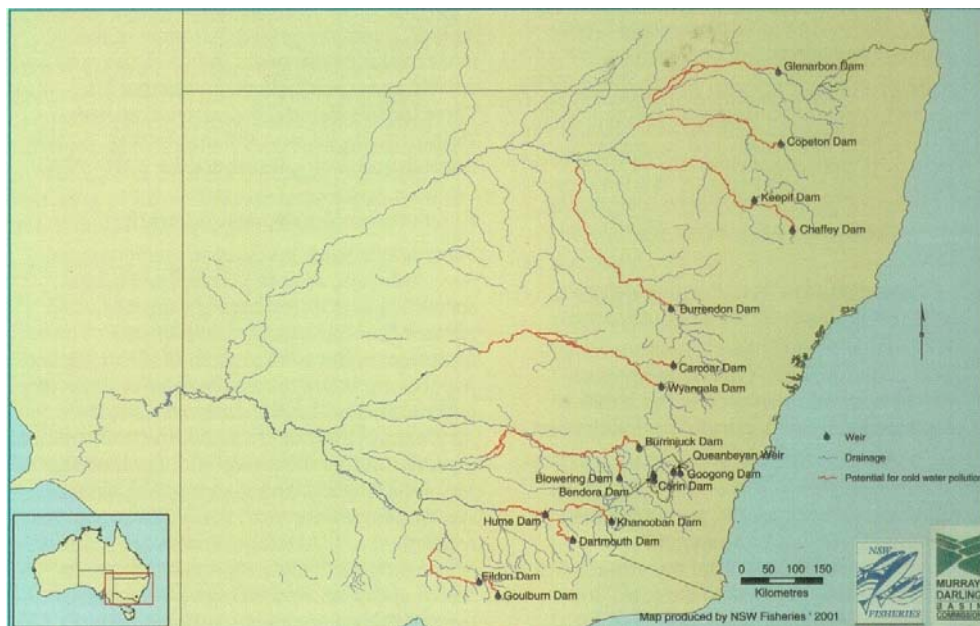 Glenarbon Dam
Copeton Dam
Keepit Dam
Chaffey Dam
Burrendon Dam
Carcoar Dam
Wyangala Dam
Burrinjuck Dam
Queanbeyan Weir
Blowering Dam
Googong Dam
Bendora Dam
Corin Dam
Hume Dam
Khancoban Dam
Dartmouth Dam
Eildon Dam
Goulburn Dam
Weir
Drainage
Potential for cold water pollution
0 50 100 150
Kilometres
Map produced by NSW Fisheries ' 2001
NSW
FISHERIES
MURRAY
DARLING
BASIN
COMMISSION